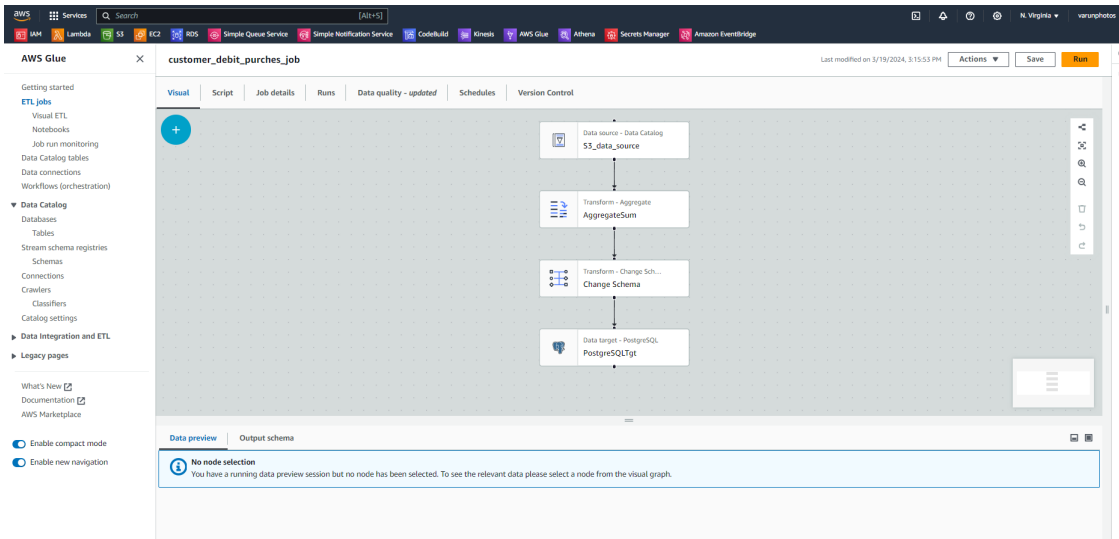 aws Services Search [Alt+S] N. Virginia varunphotos
IAM Lambda S3 EC2 RDS Simple Queue Service Simple Notification Service CodeBuild Kinesis AWS Glue Athena Secrets Manager Amazon EventBridge
AWS Glue
Getting started
ETL jobs
Visual ETL
Notebooks
Job run monitoring
Data Catalog tables
Data connections
Workflows (orchestration)
Data Catalog
Databases
Tables
Stream schema registries
Schemas
Connections
Crawlers
Classifiers
Catalog settings
Data Integration and ETL
Legacy pages
What's New
Documentation
AWS Marketplace
Enable compact mode
Enable new navigation
customer_debit_purches_job
Last modified on 3/19/2024, 3:15:53 PM Actions Save Run
Visual Script Job details Runs Data quality - updated Schedules Version Control
Data source - Data Catalog
S3_data_source
Transform - Aggregate
AggregateSum
Transform - Change Sch...
Change Schema
Data target - PostgreSQL
PostgreSQLTgt
Data preview Output schema
No node selection
You have a running data preview session but no node has been selected. To see the relevant data please select a node from the visual graph.